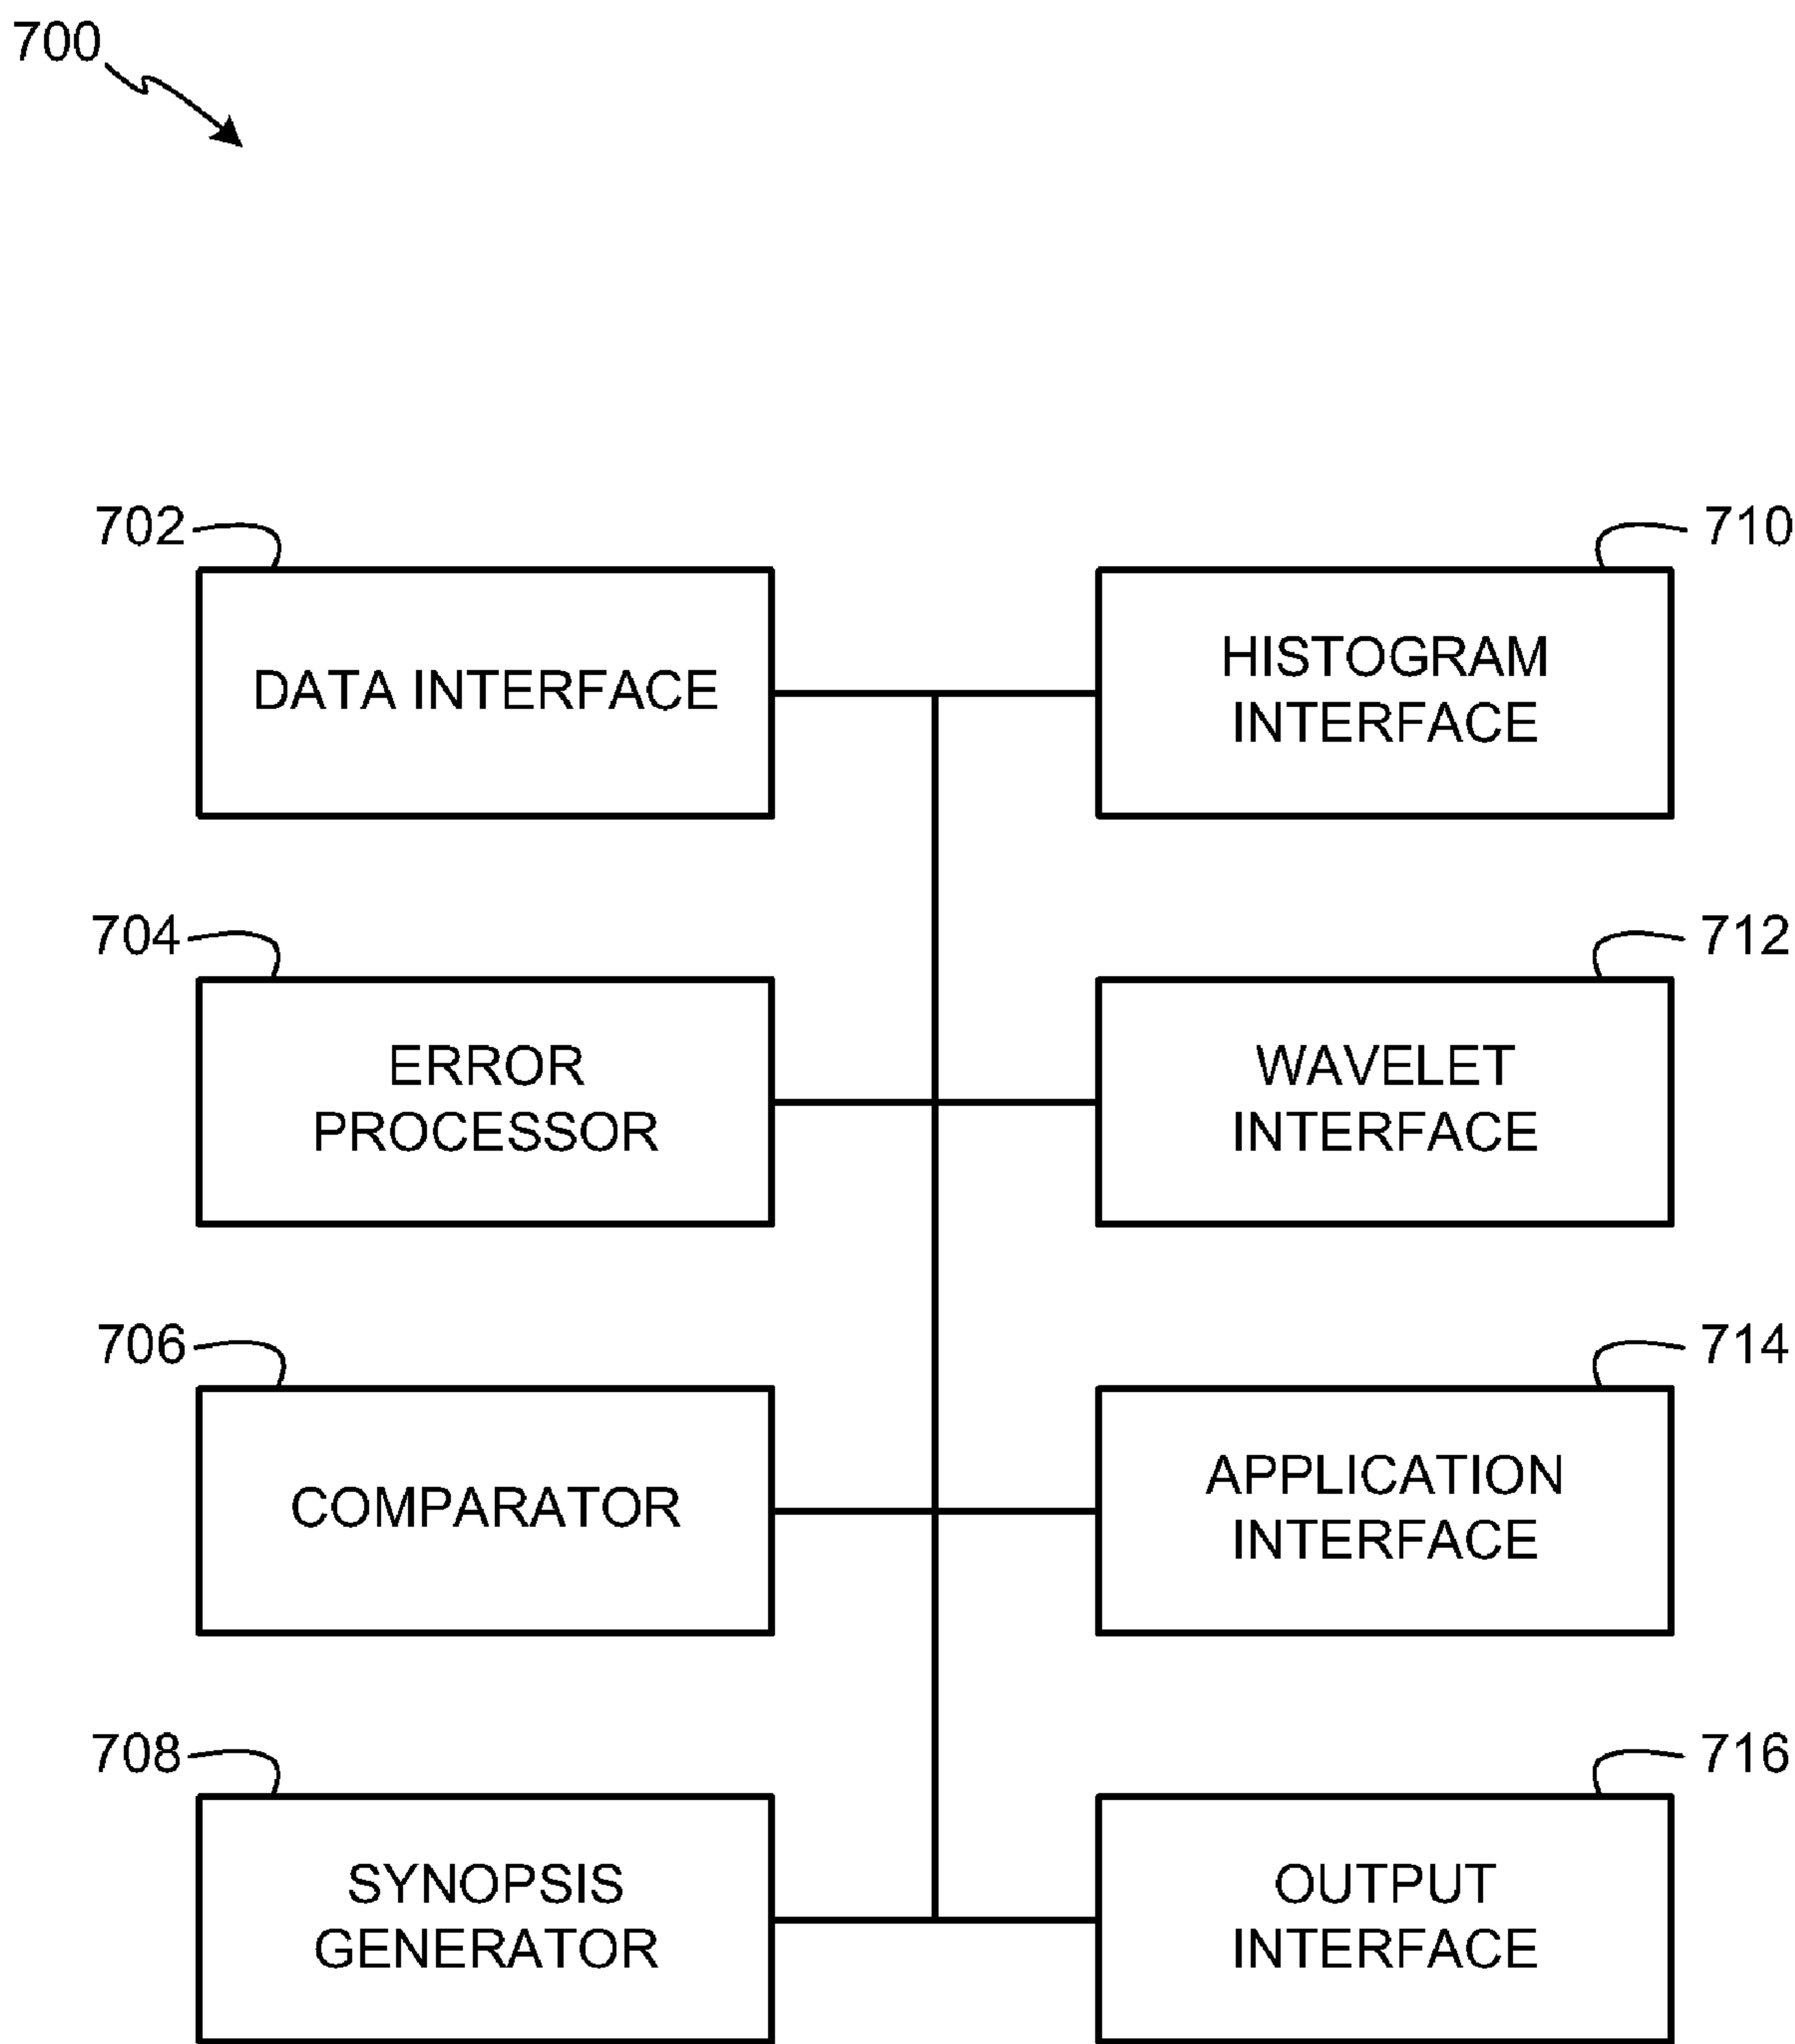 700
702
710
DATA INTERFACE
HISTOGRAM
INTERFACE
704
712
ERROR
PROCESSOR
WAVELET
INTERFACE
706
714
COMPARATOR
APPLICATION
INTERFACE
708
716
SYNOPSIS
GENERATOR
OUTPUT
INTERFACE